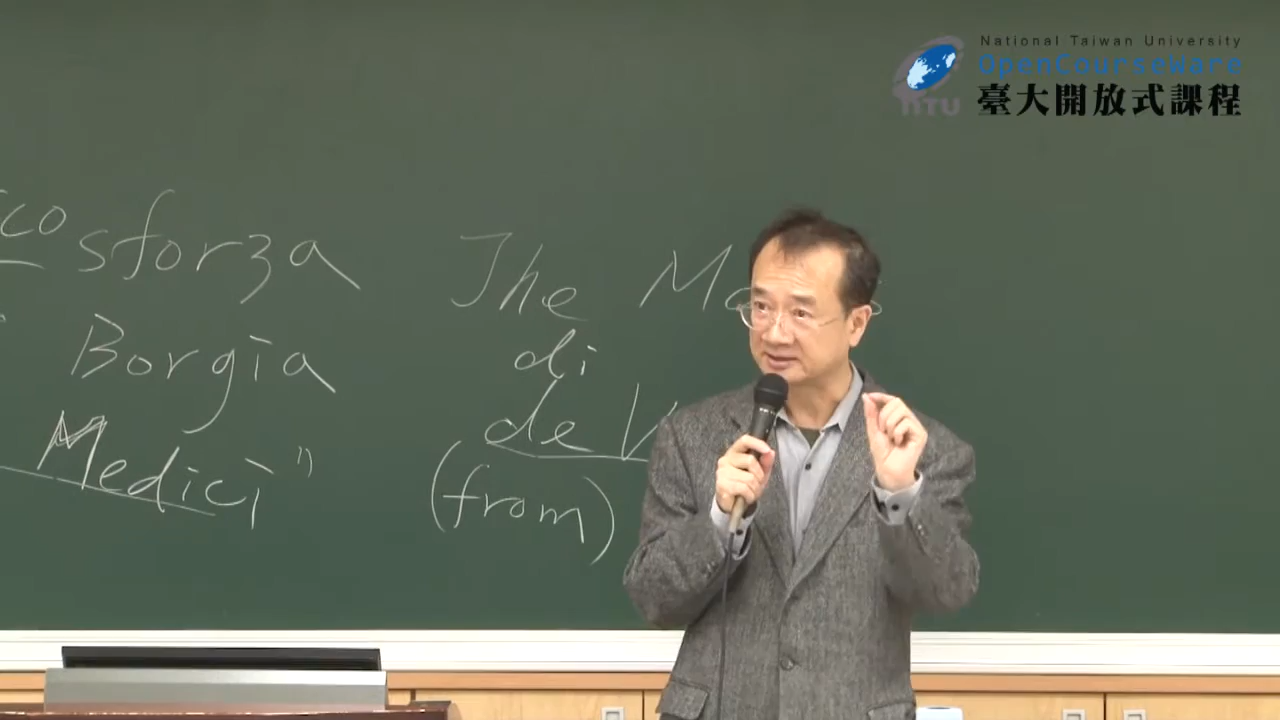 National Taiwan University
OpenCourseWare
臺大開放式課程
NTU
sforza
The
Borgia
di
de
Medici"
(from)